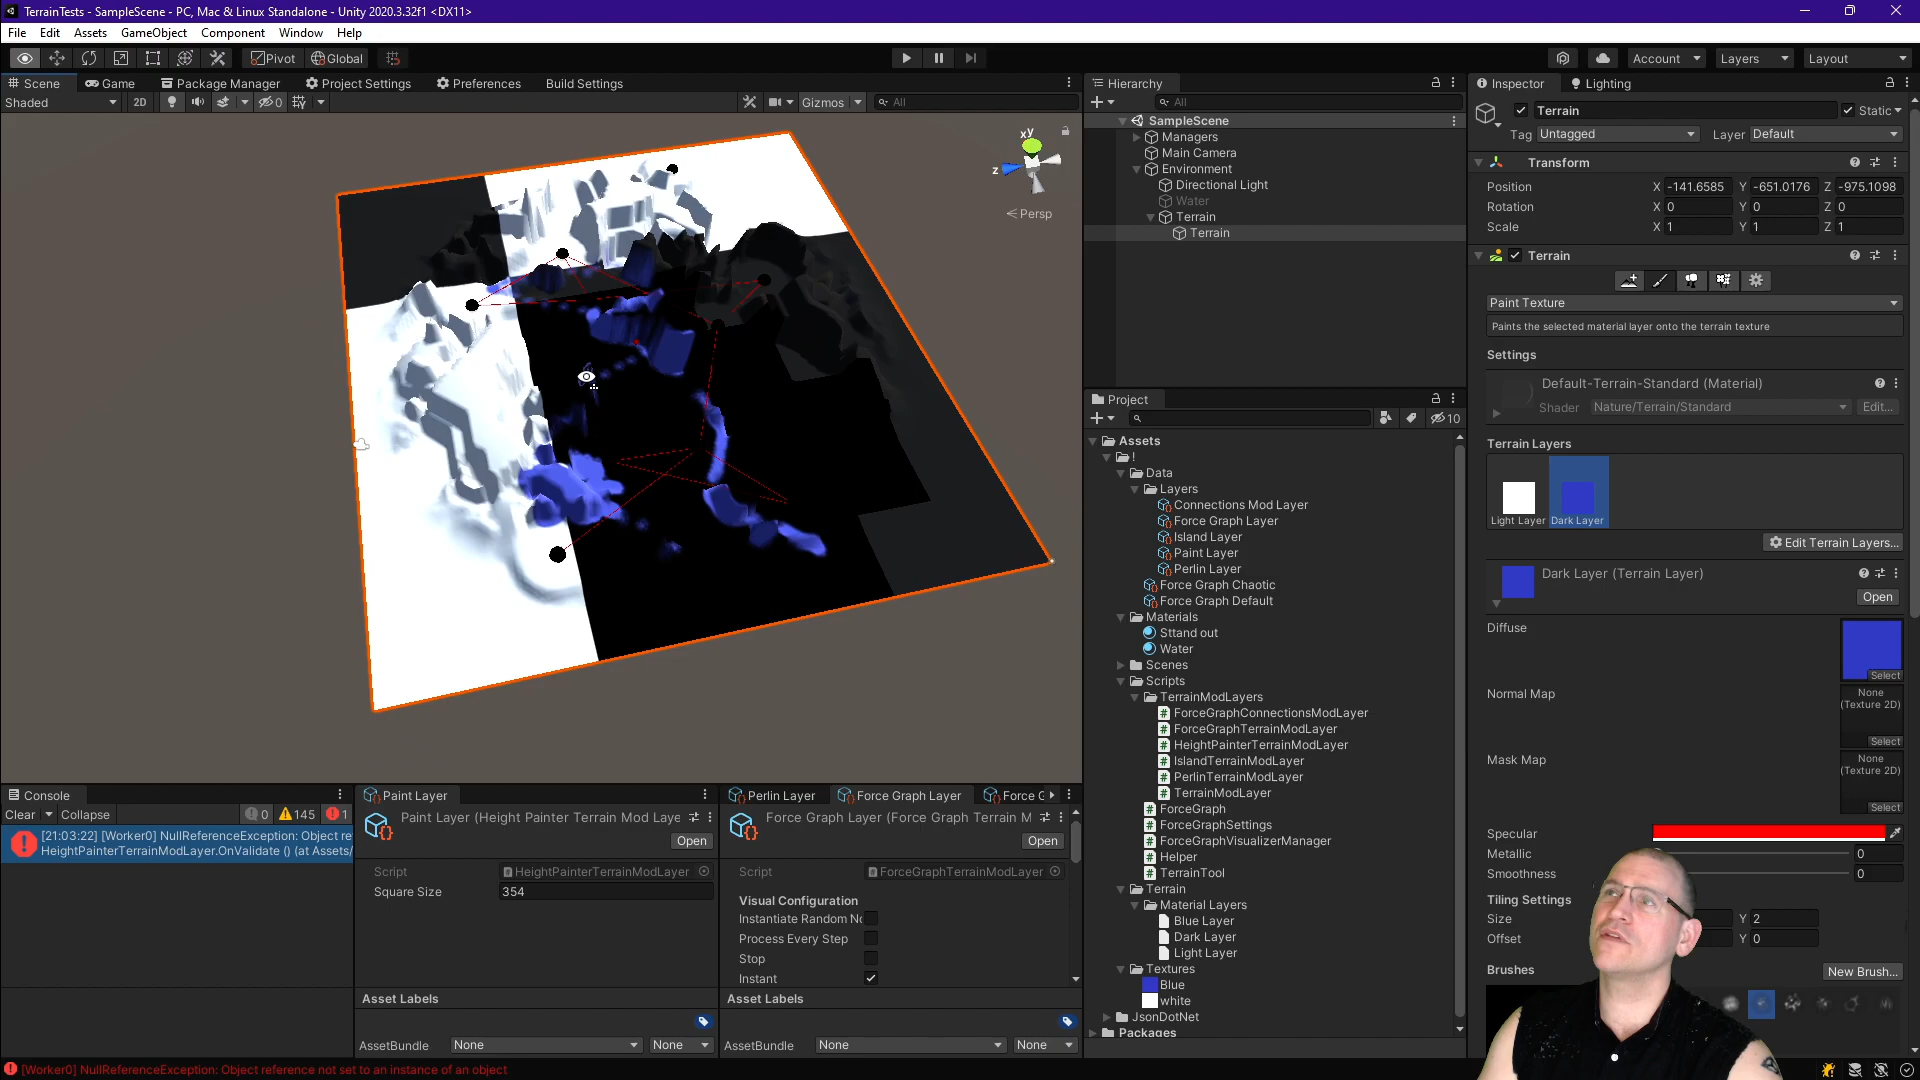 TerrainTests - SampleScene - PC, Mac & Linux Standalone - Unity 2020.3.32f1 <DX11>
File Edit Assets GameObject Component Window Help
Pivot Global
Account Layers Layout
Scene Game Package Manager Project Settings Preferences Build Settings
Shaded 2D 0 Gizmos All
x y z
Persp
Hierarchy
All
SampleScene
Managers
Main Camera
Environment
Directional Light
Water
Terrain
Terrain
Project
10
Assets
!
Data
Layers
Connections Mod Layer
Force Graph Layer
Island Layer
Paint Layer
Perlin Layer
Force Graph Chaotic
Force Graph Default
Materials
Sttand out
Water
Scenes
Scripts
TerrainModLayers
ForceGraphConnectionsModLayer
ForceGraphTerrainModLayer
HeightPainterTerrainModLayer
IslandTerrainModLayer
PerlinTerrainModLayer
TerrainModLayer
ForceGraph
ForceGraphSettings
ForceGraphVisualizerManager
Helper
TerrainTool
Terrain
Material Layers
Blue Layer
Dark Layer
Light Layer
Textures
Blue
white
JsonDotNet
Packages
Inspector Lighting
Terrain Static
Tag Untagged Layer Default
Transform
Position X -141.6585 Y -651.0176 Z -975.1098
Rotation X 0 Y 0 Z 0
Scale X 1 Y 1 Z 1
Terrain
Paint Texture
Paints the selected material layer onto the terrain texture
Settings
Default-Terrain-Standard (Material)
Shader Nature/Terrain/Standard Edit...
Terrain Layers
Light Layer Dark Layer
Edit Terrain Layers...
Dark Layer (Terrain Layer)
Open
Diffuse
Select
Normal Map
None
(Texture 2D)
Select
Mask Map
None
(Texture 2D)
Select
Specular
Metallic 0
Smoothness 0
Tiling Settings
Size Y 2
Offset Y 0
Brushes New Brush...
Console
Clear Collapse 0 145 1
[21:03:22] [Worker0] NullReferenceException: Object re
HeightPainterTerrainModLayer.OnValidate () (at Assets/
Paint Layer
Paint Layer (Height Painter Terrain Mod Laye
Open
Script HeightPainterTerrainModLayer
Square Size 354
Asset Labels
AssetBundle None None
Perlin Layer Force Graph Layer Force G
Force Graph Layer (Force Graph Terrain M
Open
Script ForceGraphTerrainModLayer
Visual Configuration
Instantiate Random No
Process Every Step
Stop
Instant
Asset Labels
AssetBundle None None
[Worker0] NullReferenceException: Object reference not set to an instance of an object